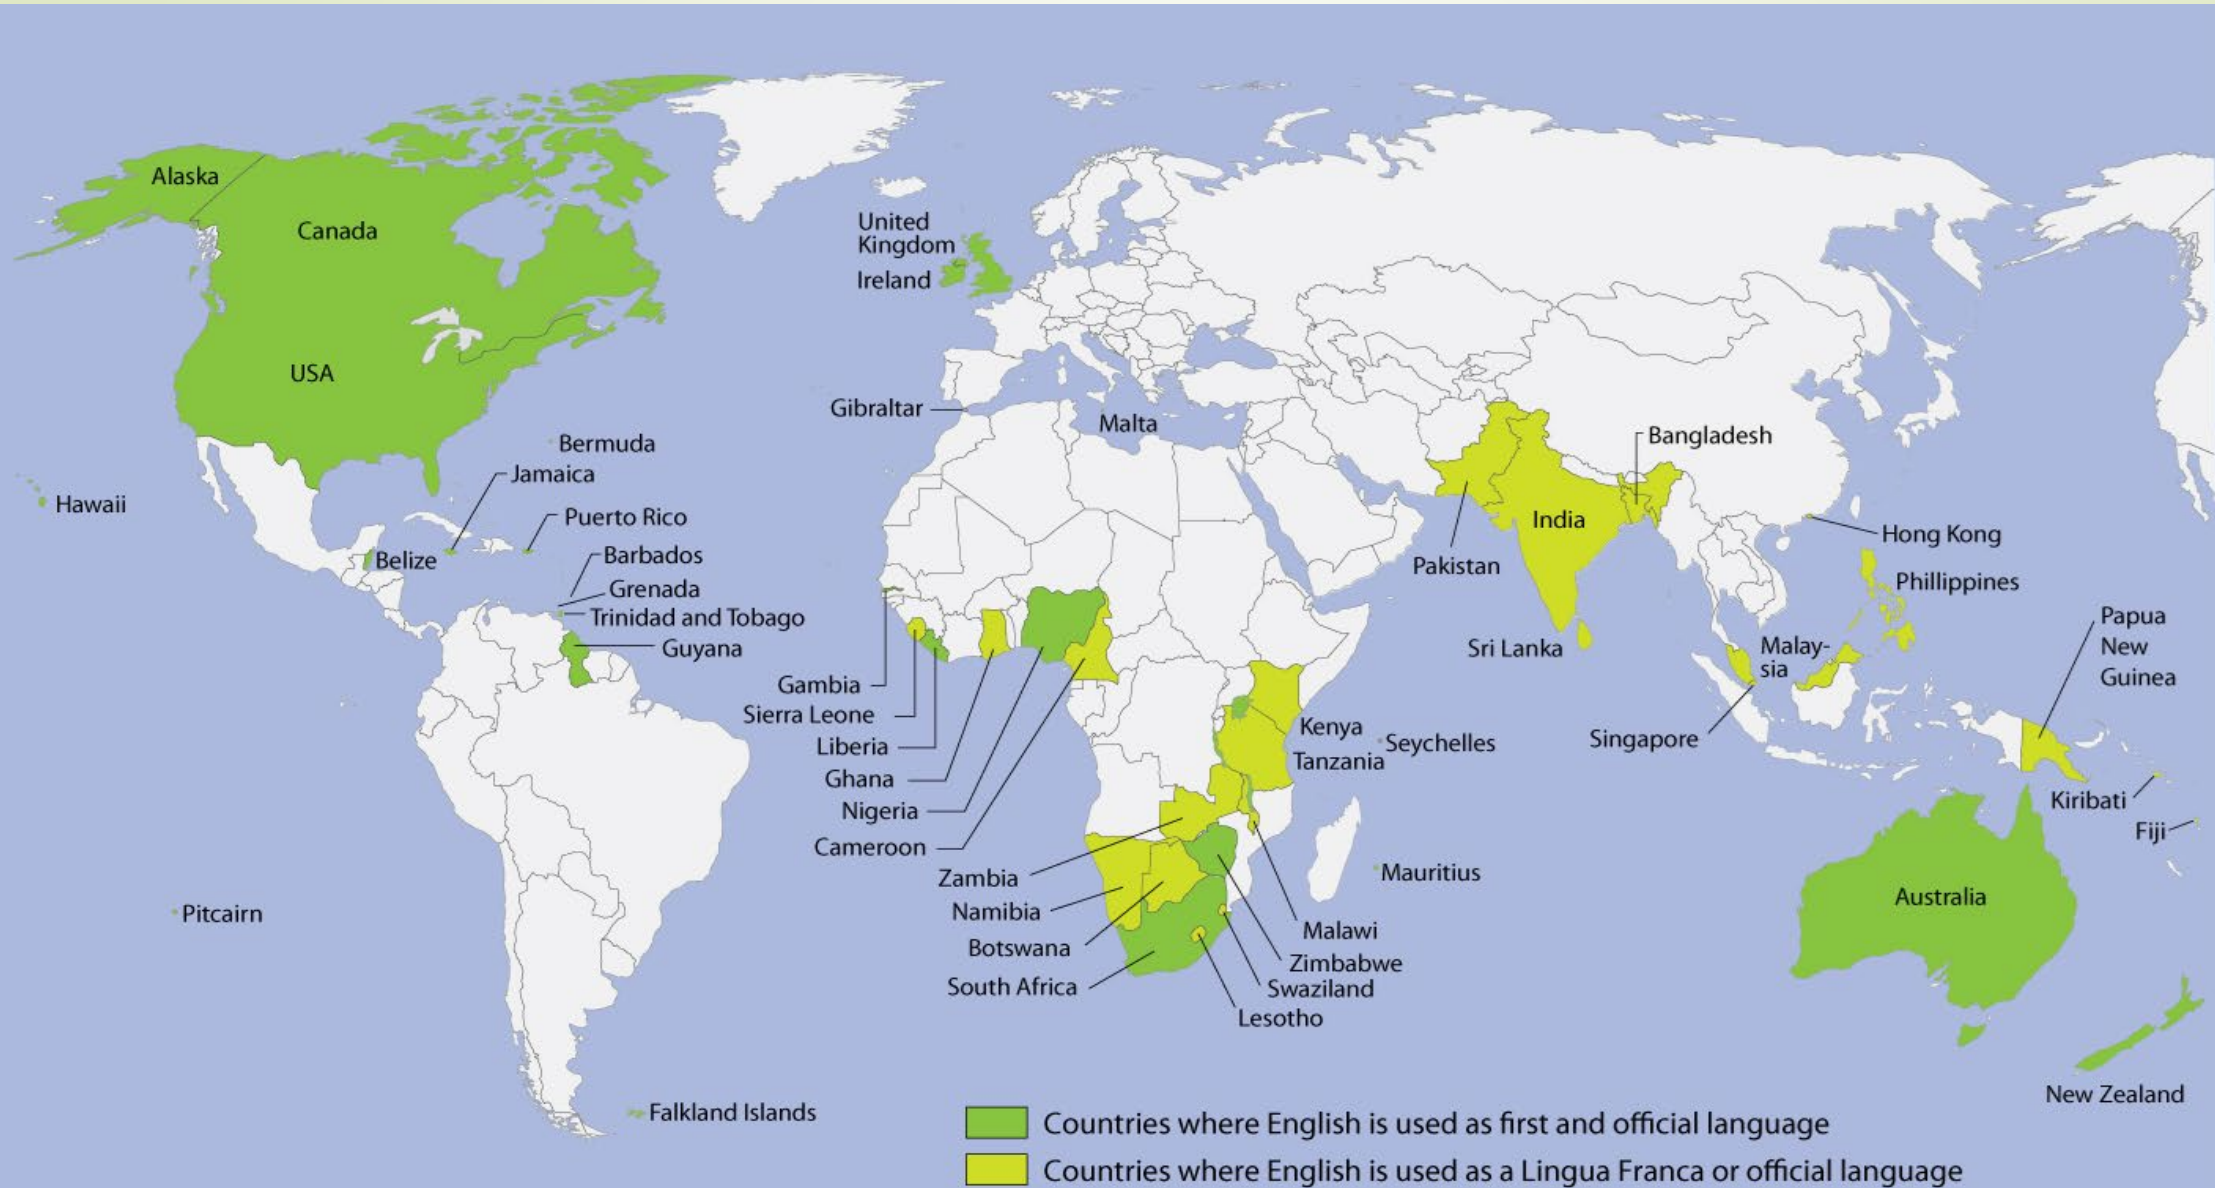 Alaska
Canada
USA
Hawaii
Bermuda
Jamaica
Puerto Rico
Belize
Barbados
Grenada
Trinidad and Tobago
Guyana
Pitcairn
Falkland Islands
United
Kingdom
Ireland
Gibraltar
Malta
Gambia
Sierra Leone
Liberia
Ghana
Nigeria
Cameroon
Zambia
Namibia
Botswana
South Africa
Kenya
Tanzania
Seychelles
Mauritius
Malawi
Zimbabwe
Swaziland
Lesotho
Bangladesh
India
Pakistan
Sri Lanka
Hong Kong
Phillippines
Malay-
sia
Singapore
Papua
New
Guinea
Kiribati
Fiji
Australia
New Zealand
Countries where English is used as first and official language
Countries where English is used as a Lingua Franca or official language